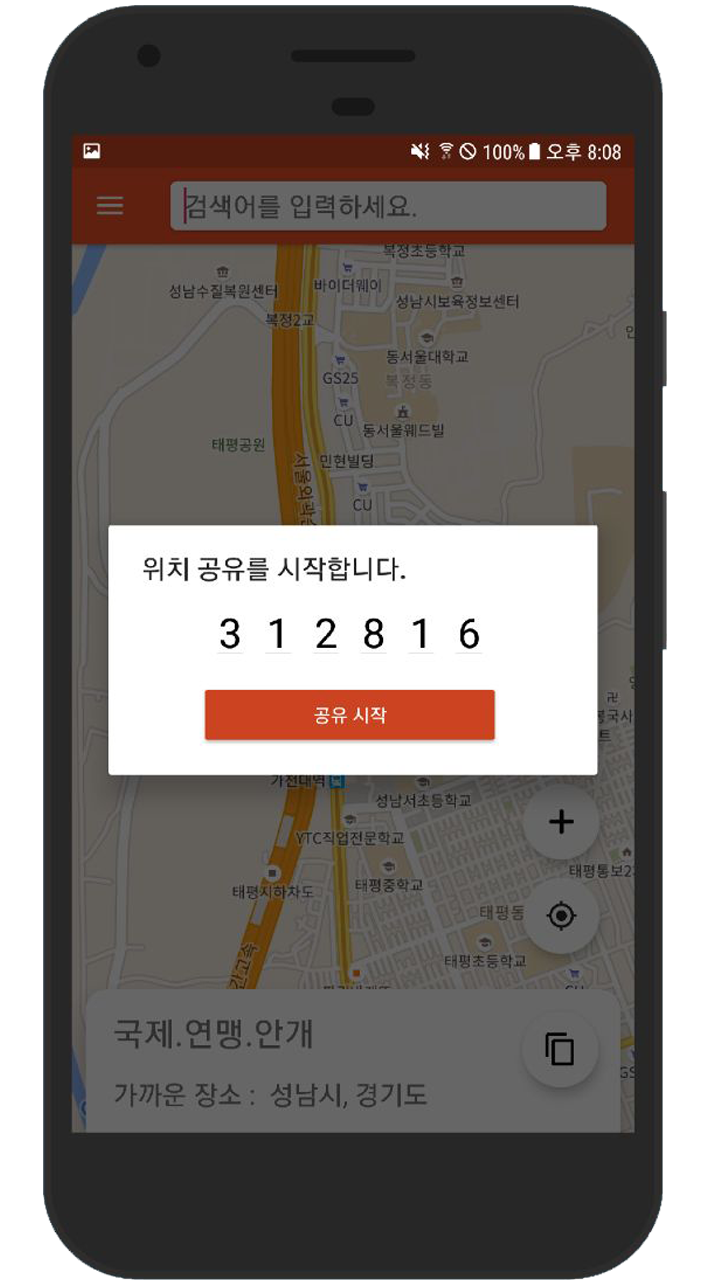 100% 오후 8:08
검색어를 입력하세요.
복정초등학교
성남수질복원센터
바이더웨이
성남시보육정보센터
복정2교
동서울대학교
GS25
복정동
CU
동서울웨드빌
태평공원
민현빌딩
CU
위치 공유를 시작합니다.
3 1 2 8 1 6
공유 시작
가천대역
성남서초등학교
YTC직업전문학교
태평지하차도
태평중학교
태평동
태평초등학교
국제.연맹.안개
가까운 장소 : 성남시, 경기도